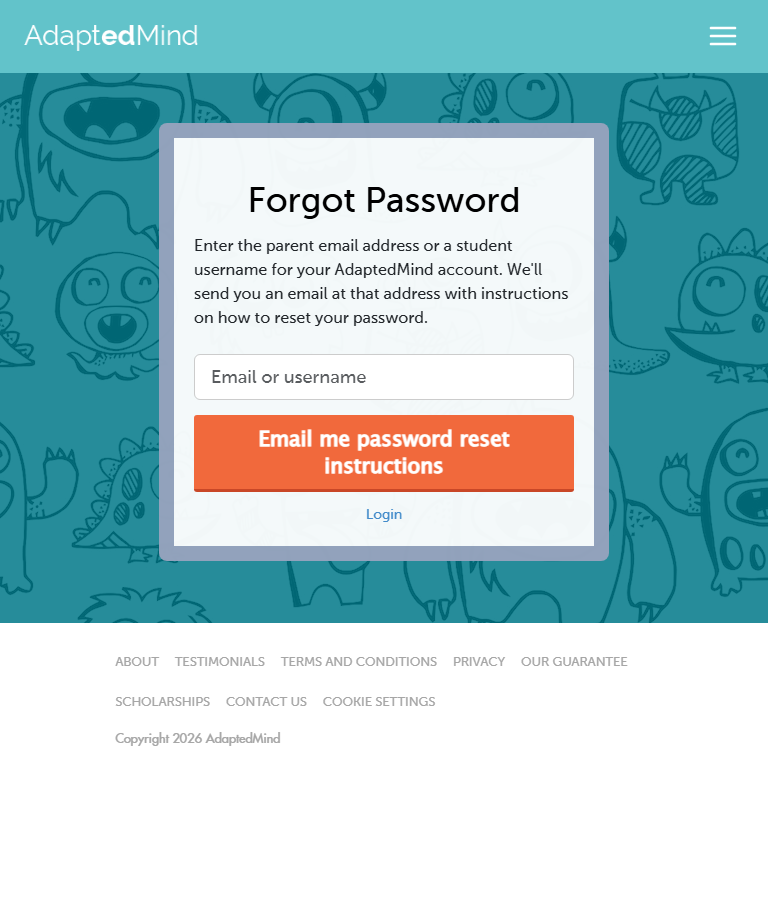 AdaptedMind
Forgot Password
Enter the parent email address or a student
username for your AdaptedMind account. We'll
send you an email at that address with instructions
on how to reset your password.
Email or username
Email me password reset
instructions
Login
ABOUT TESTIMONIALS TERMS AND CONDITIONS PRIVACY OUR GUARANTEE
SCHOLARSHIPS CONTACT US COOKIE SETTINGS
Copyright 2026 AdaptedMind